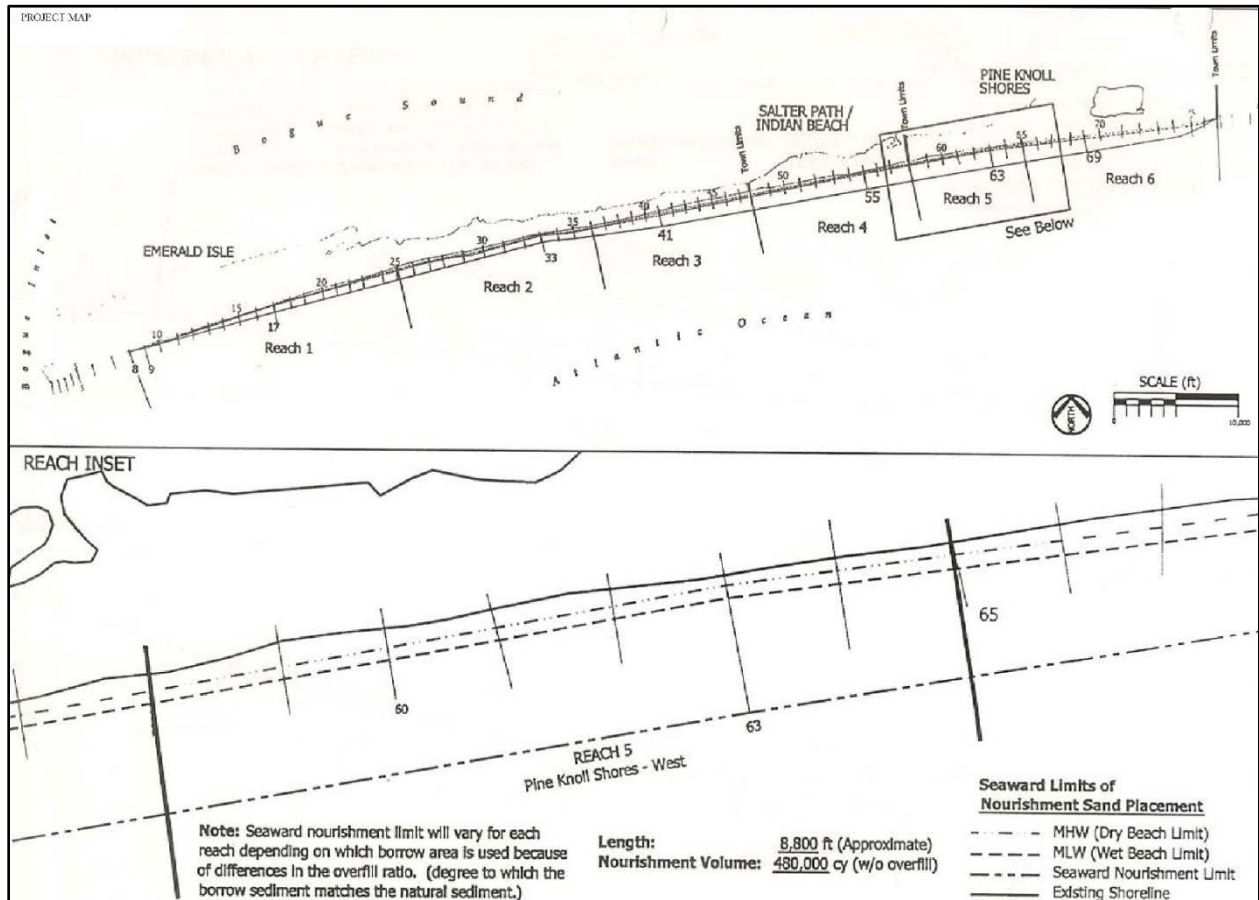 PROJECT MAP
Bogue Sound
Town Limits
PINE KNOLL
SHORES
SALTER PATH /
INDIAN BEACH
Town Limits
Town Limits
70
65
60
69
63
Reach 6
Reach 5
See Below
50
55
Reach 4
45
40
41
Reach 3
35
30
33
Reach 2
EMERALD ISLE
25
20
15
17
10
Reach 1
8 9
Bogue Inlet
Atlantic Ocean
NORTH
SCALE (ft)
0
10,000
REACH INSET
60
63
65
REACH 5
Pine Knoll Shores - West
Note: Seaward nourishment limit will vary for each
reach depending on which borrow area is used because
of differences in the overfill ratio. (degree to which the
borrow sediment matches the natural sediment.)
Length: 8,800 ft (Approximate)
Nourishment Volume: 480,000 cy (w/o overfill)
Seaward Limits of
Nourishment Sand Placement
MHW (Dry Beach Limit)
MLW (Wet Beach Limit)
Seaward Nourishment Limit
Existing Shoreline